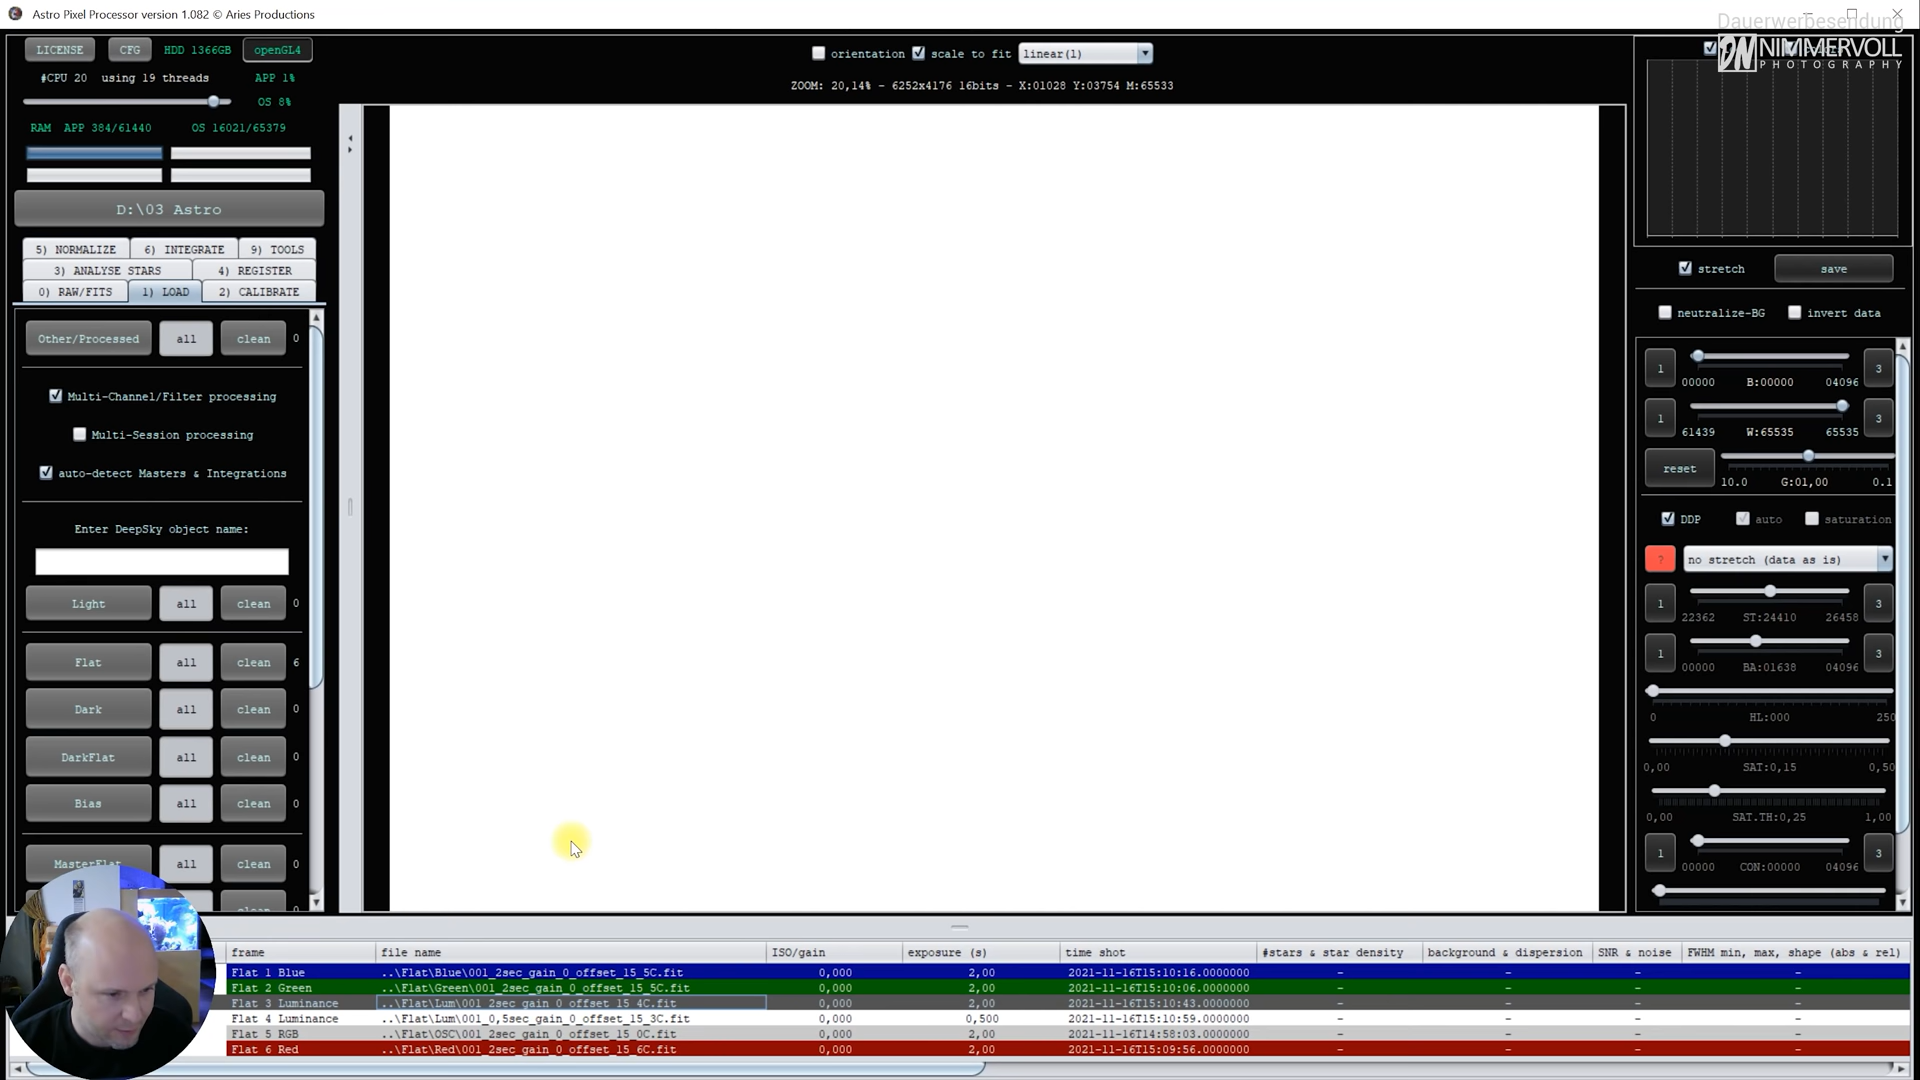 Astro Pixel Processor version 1.082 © Aries Productions
Dauerwerbesendung
NIMMERVOLL
PHOTOGRAPHY
LICENSE CFG HDD 1366GB openGL4
#CPU 20 using 19 threads APP 1%
OS 8%
RAM APP 384/61440 OS 16021/65379
D:\03 Astro
5) NORMALIZE 6) INTEGRATE 9) TOOLS
3) ANALYSE STARS 4) REGISTER
0) RAW/FITS 1) LOAD 2) CALIBRATE
Other/Processed all clean 0
Multi-Channel/Filter processing
Multi-Session processing
auto-detect Masters & Integrations
Enter DeepSky object name:
Light all clean 0
Flat all clean 6
Dark all clean 0
DarkFlat all clean 0
Bias all clean 0
MasterFlat all clean 0
clean 0
orientation scale to fit linear(l)
ZOOM: 20,14% - 6252x4176 16bits - X:01028 Y:03754 M:65533
stretch save
neutralize-BG invert data
1 3
00000 B:00000 04096
1 3
61439 W:65535 65535
reset
10.0 G:01,00 0.1
DDP auto saturation
? no stretch (data as is)
1 3
22362 ST:24410 26458
1 3
00000 BA:01638 04096
0 HL:000 250
0,00 SAT:0,15 0,50
0,00 SAT.TH:0,25 1,00
1 3
00000 CON:00000 04096
frame file name ISO/gain exposure (s) time shot #stars & star density background & dispersion SNR & noise FWHM min, max, shape (abs & rel)
Flat 1 Blue ..\Flat\Blue\001_2sec_gain_0_offset_15_5C.fit 0,000 2,00 2021-11-16T15:10:16.0000000 - - - -
Flat 2 Green ..\Flat\Green\001_2sec_gain_0_offset_15_5C.fit 0,000 2,00 2021-11-16T15:10:06.0000000 - - - -
Flat 3 Luminance ..\Flat\Lum\001_2sec_gain_0_offset_15_4C.fit 0,000 2,00 2021-11-16T15:10:43.0000000 - - - -
Flat 4 Luminance ..\Flat\Lum\001_0,5sec_gain_0_offset_15_3C.fit 0,000 0,500 2021-11-16T15:10:59.0000000 - - - -
Flat 5 RGB ..\Flat\OSC\001_2sec_gain_0_offset_15_0C.fit 0,000 2,00 2021-11-16T14:58:03.0000000 - - - -
Flat 6 Red ..\Flat\Red\001_2sec_gain_0_offset_15_6C.fit 0,000 2,00 2021-11-16T15:09:56.0000000 - - - -